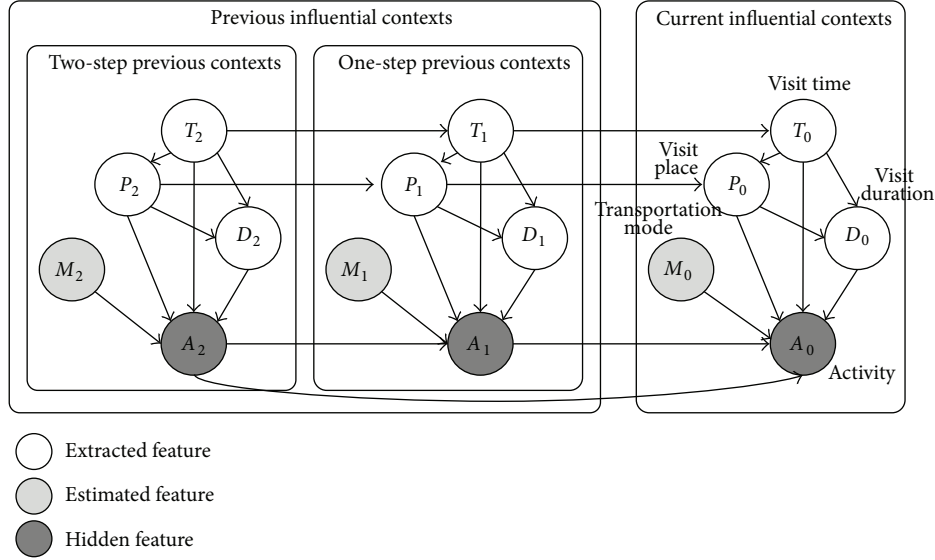 Previous influential contexts
Current influential contexts
Two-step previous contexts
One-step previous contexts
Visit time
T2
T1
T0
Visit
place
P2
P1
P0
Visit
duration
Transportation
mode
D2
D1
D0
M2
M1
M0
A2
A1
A0
Activity
Extracted feature
Estimated feature
Hidden feature